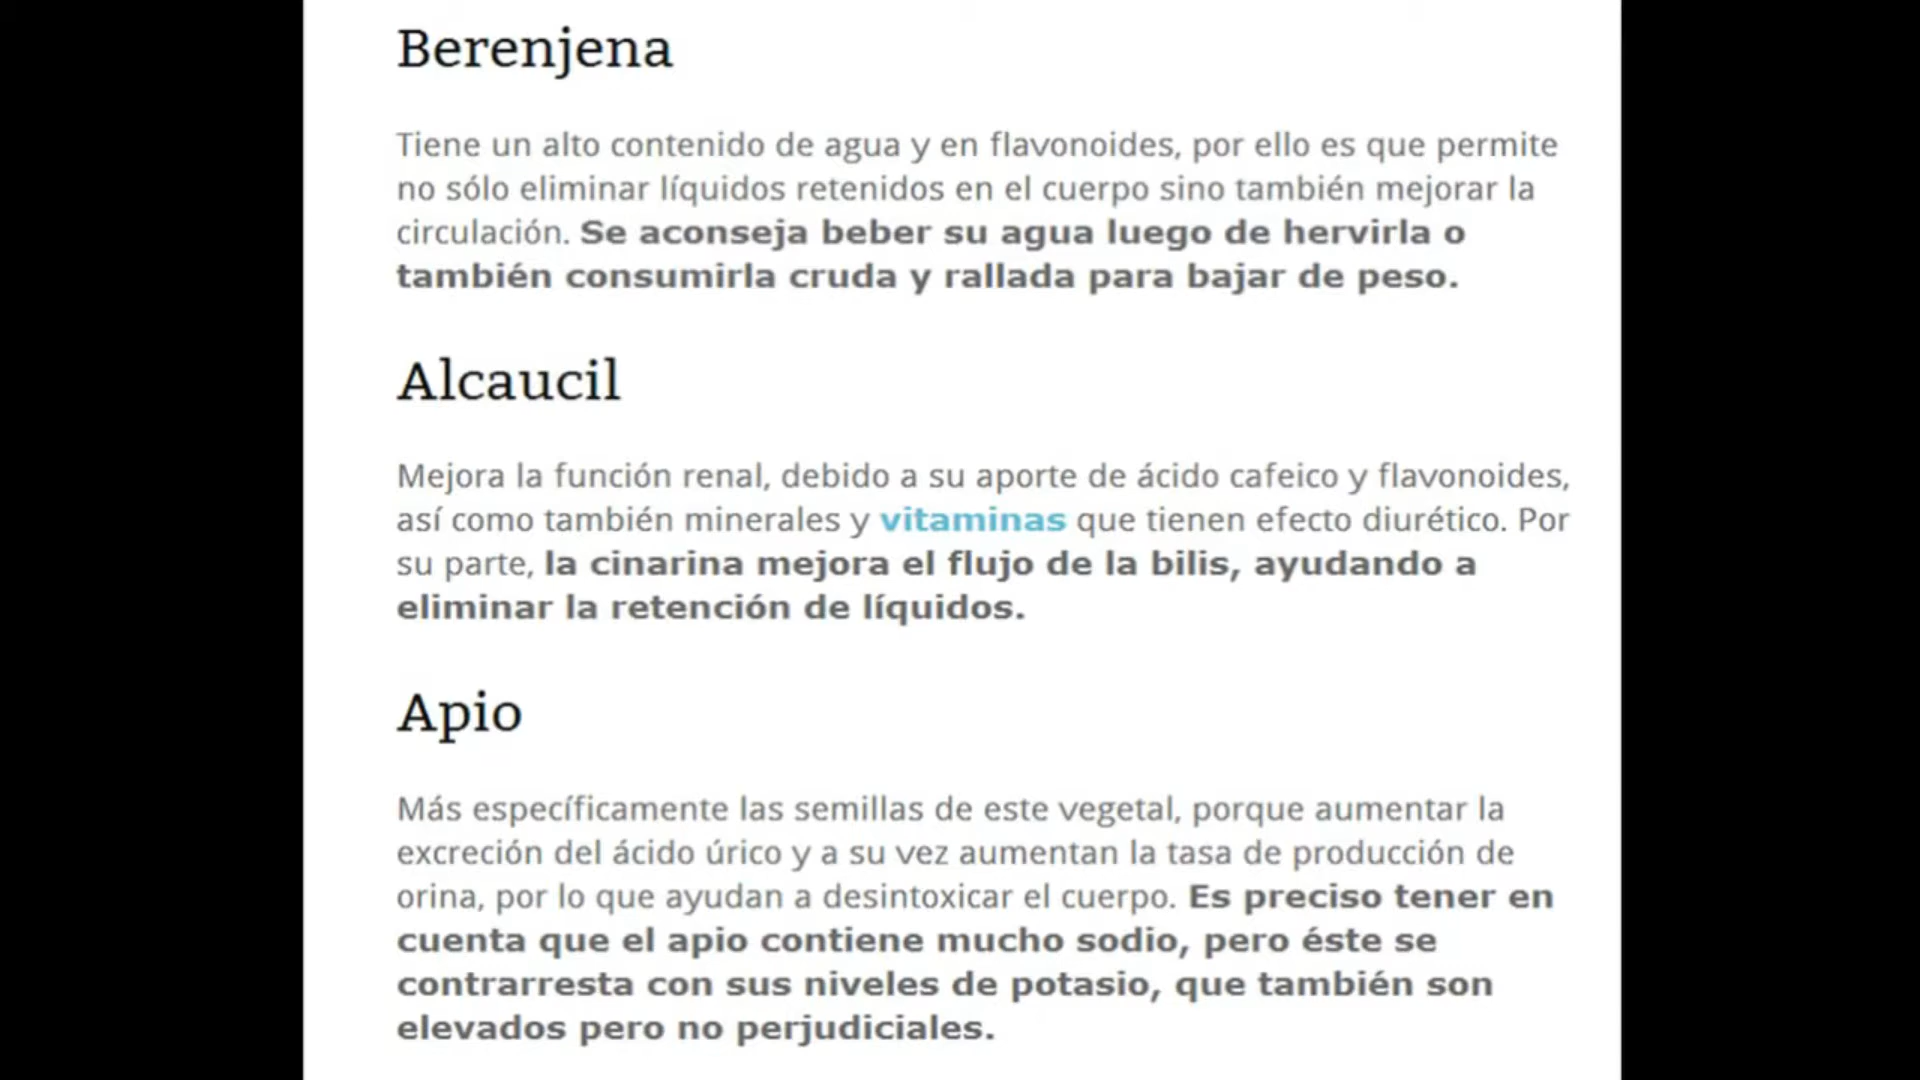 Berenjena
Tiene un alto contenido de agua y en flavonoides, por ello es que permite
no sólo eliminar líquidos retenidos en el cuerpo sino también mejorar la
circulación. Se aconseja beber su agua luego de hervirla o
también consumirla cruda y rallada para bajar de peso.
Alcaucil
Mejora la función renal, debido a su aporte de ácido cafeico y flavonoides,
así como también minerales y vitaminas que tienen efecto diurético. Por
su parte, la cinarina mejora el flujo de la bilis, ayudando a
eliminar la retención de líquidos.
Apio
Más específicamente las semillas de este vegetal, porque aumentar la
excreción del ácido úrico y a su vez aumentan la tasa de producción de
orina, por lo que ayudan a desintoxicar el cuerpo. Es preciso tener en
cuenta que el apio contiene mucho sodio, pero éste se
contrarresta con sus niveles de potasio, que también son
elevados pero no perjudiciales.